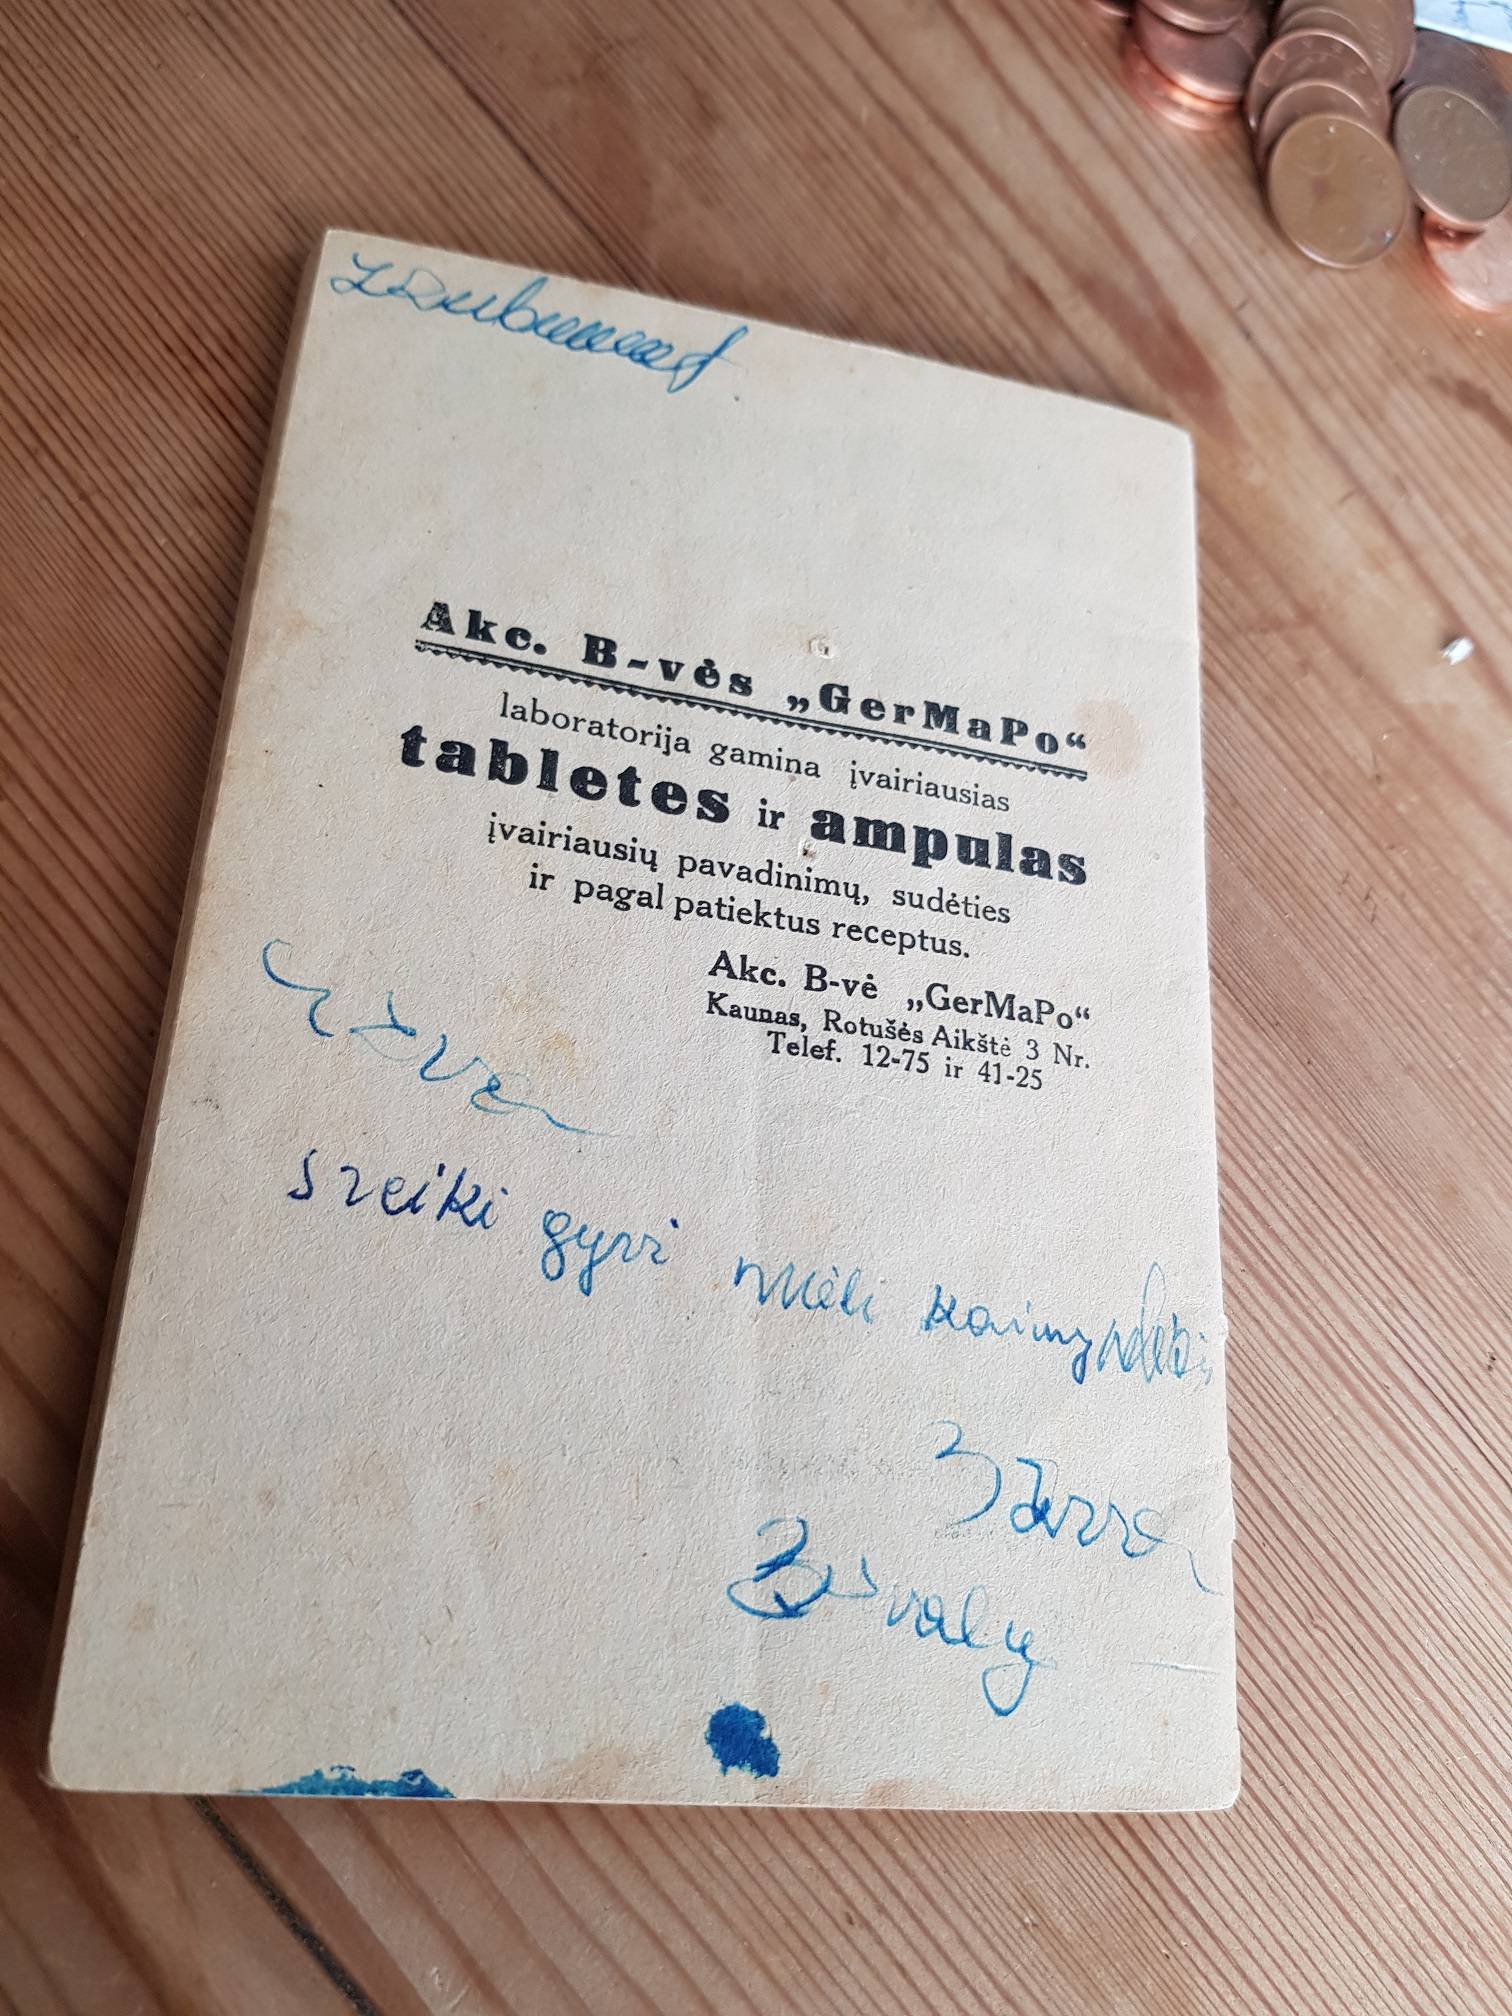 Akc. B-vės „GerMaPo“
laboratorija gamina įvairiausias
tabletes ir ampulas
įvairiausių pavadinimų, sudėties
ir pagal patiektus receptus.
Akc. B-vė „GerMaPo“
Kaunas, Rotušės Aikštė 3 Nr.
Telef. 12-75 ir 41-25
sveiki gyvi mieli